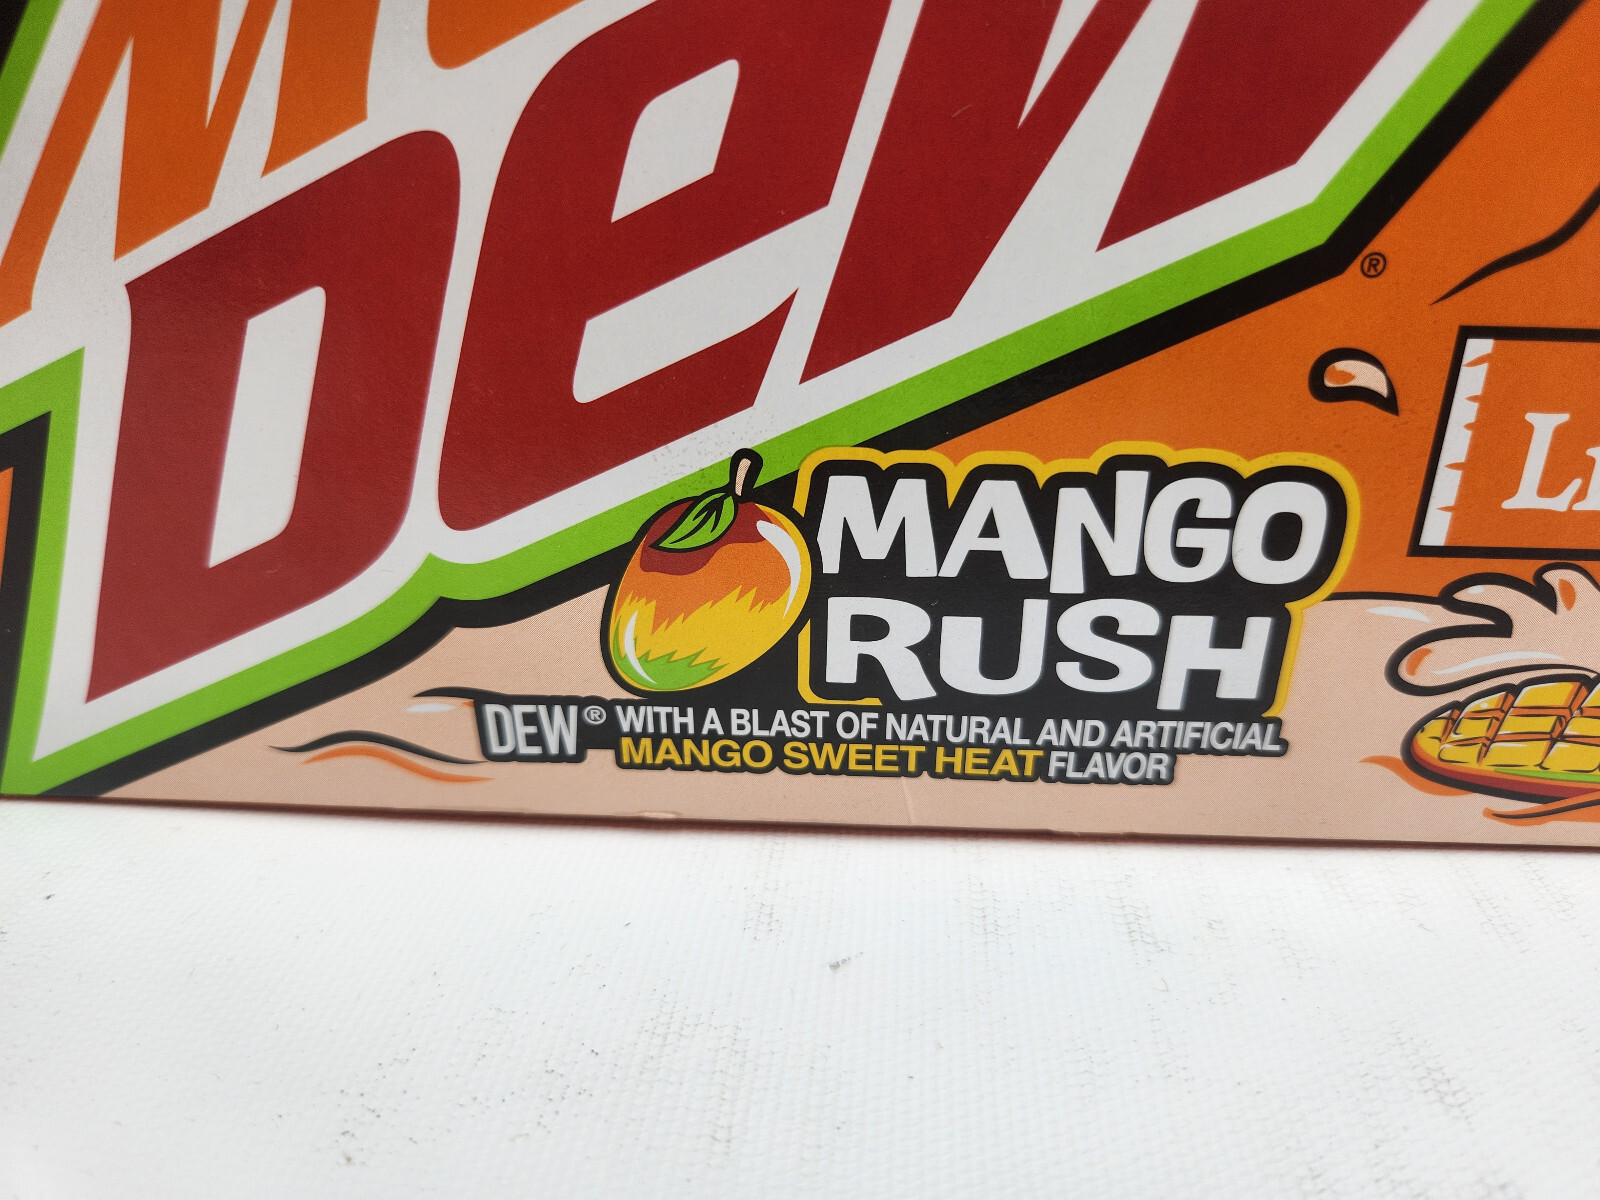 DEW
®
MANGO
RUSH
DEW® WITH A BLAST OF NATURAL AND ARTIFICIAL
MANGO SWEET HEAT FLAVOR